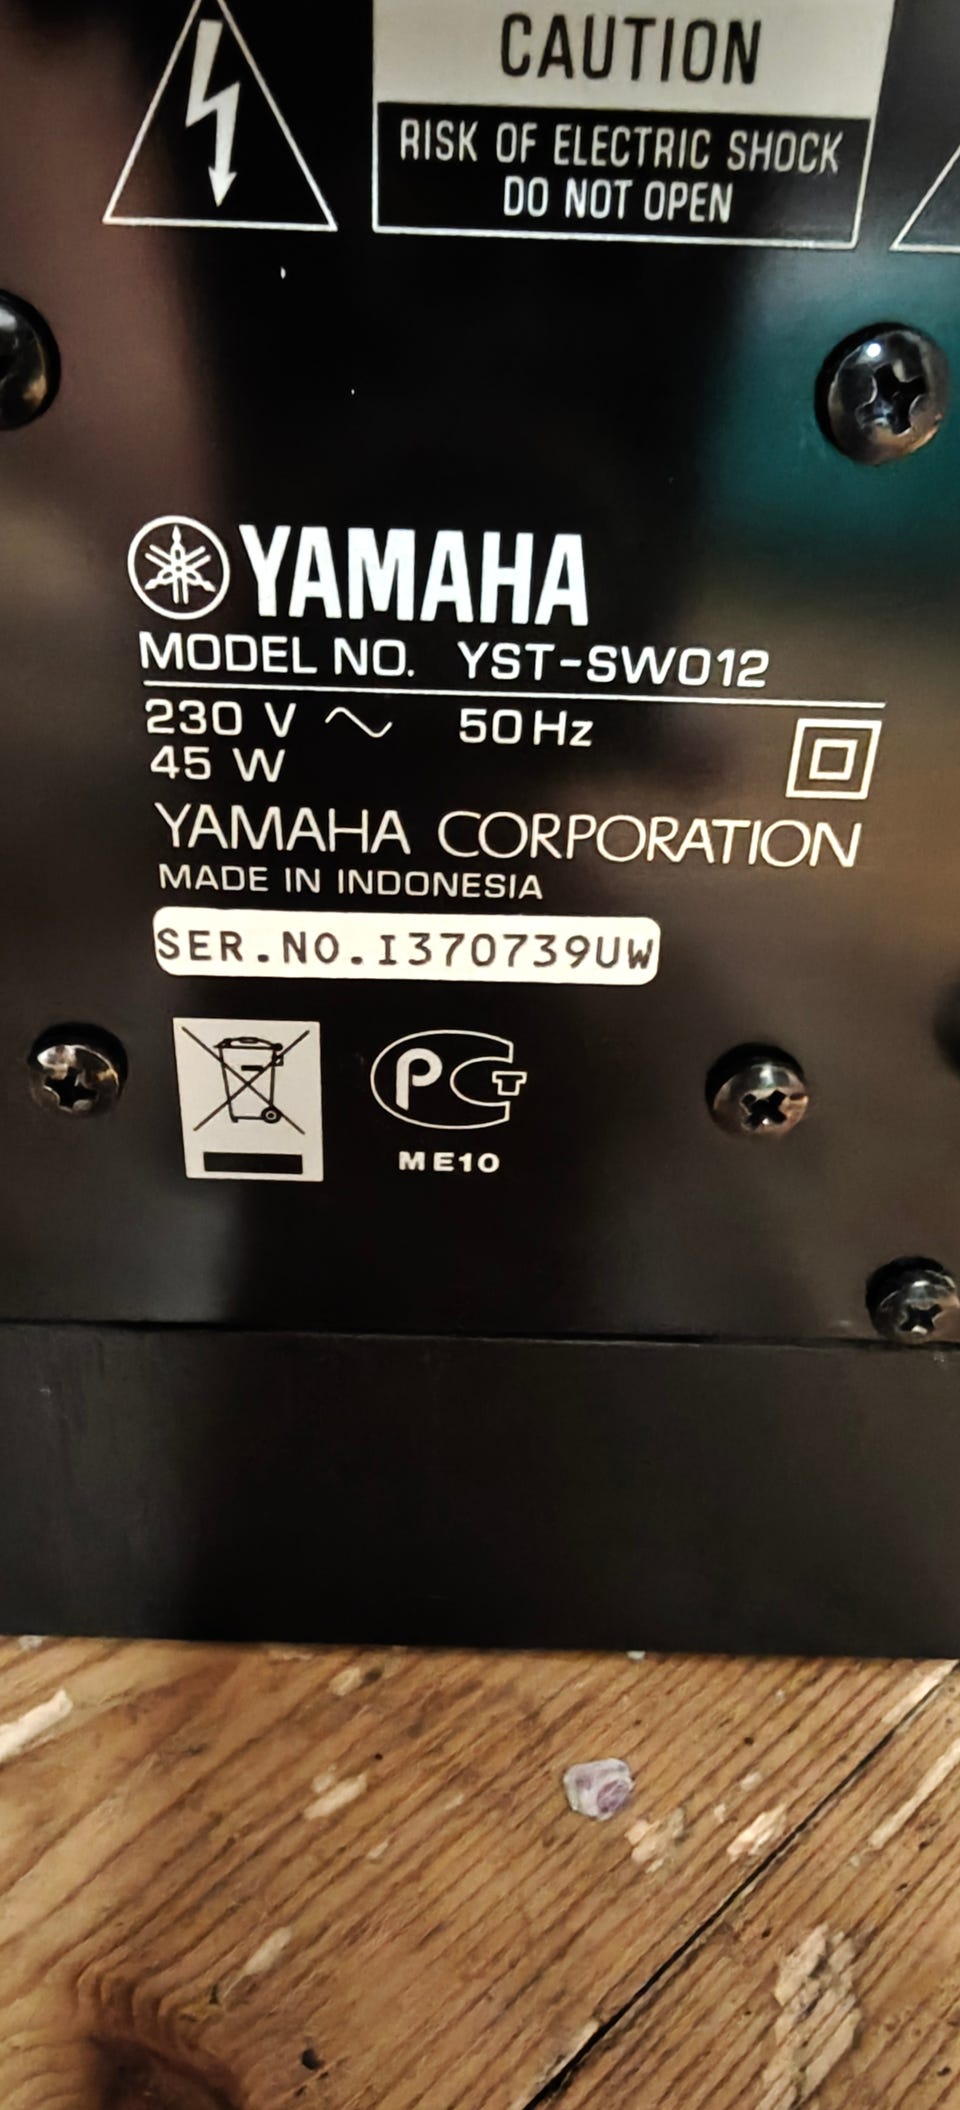 CAUTION
RISK OF ELECTRIC SHOCK
DO NOT OPEN
YAMAHA
MODEL NO. YST-SW012
230 V ~ 50 Hz
45 W
YAMAHA CORPORATION
MADE IN INDONESIA
SER.NO.I370739UW
PCT
ME10